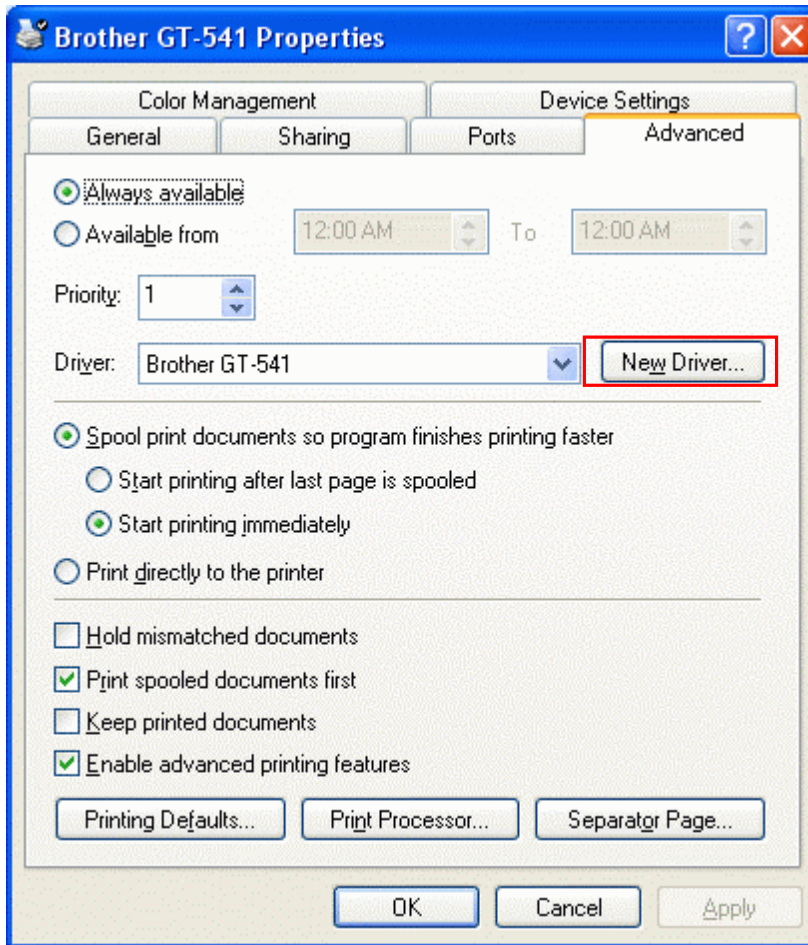 Brother GT-541 Properties
?
Color Management Device Settings
General Sharing Ports Advanced
Always available
Available from 12:00 AM To 12:00 AM
Priority: 1
Driver: Brother GT-541 New Driver...
Spool print documents so program finishes printing faster
Start printing after last page is spooled
Start printing immediately
Print directly to the printer
Hold mismatched documents
Print spooled documents first
Keep printed documents
Enable advanced printing features
Printing Defaults... Print Processor... Separator Page...
OK Cancel Apply